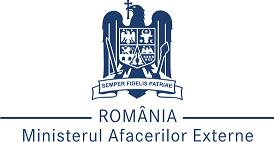 SEMPER FIDELIS PATRIAE
ROMÂNIA
Ministerul Afacerilor Externe